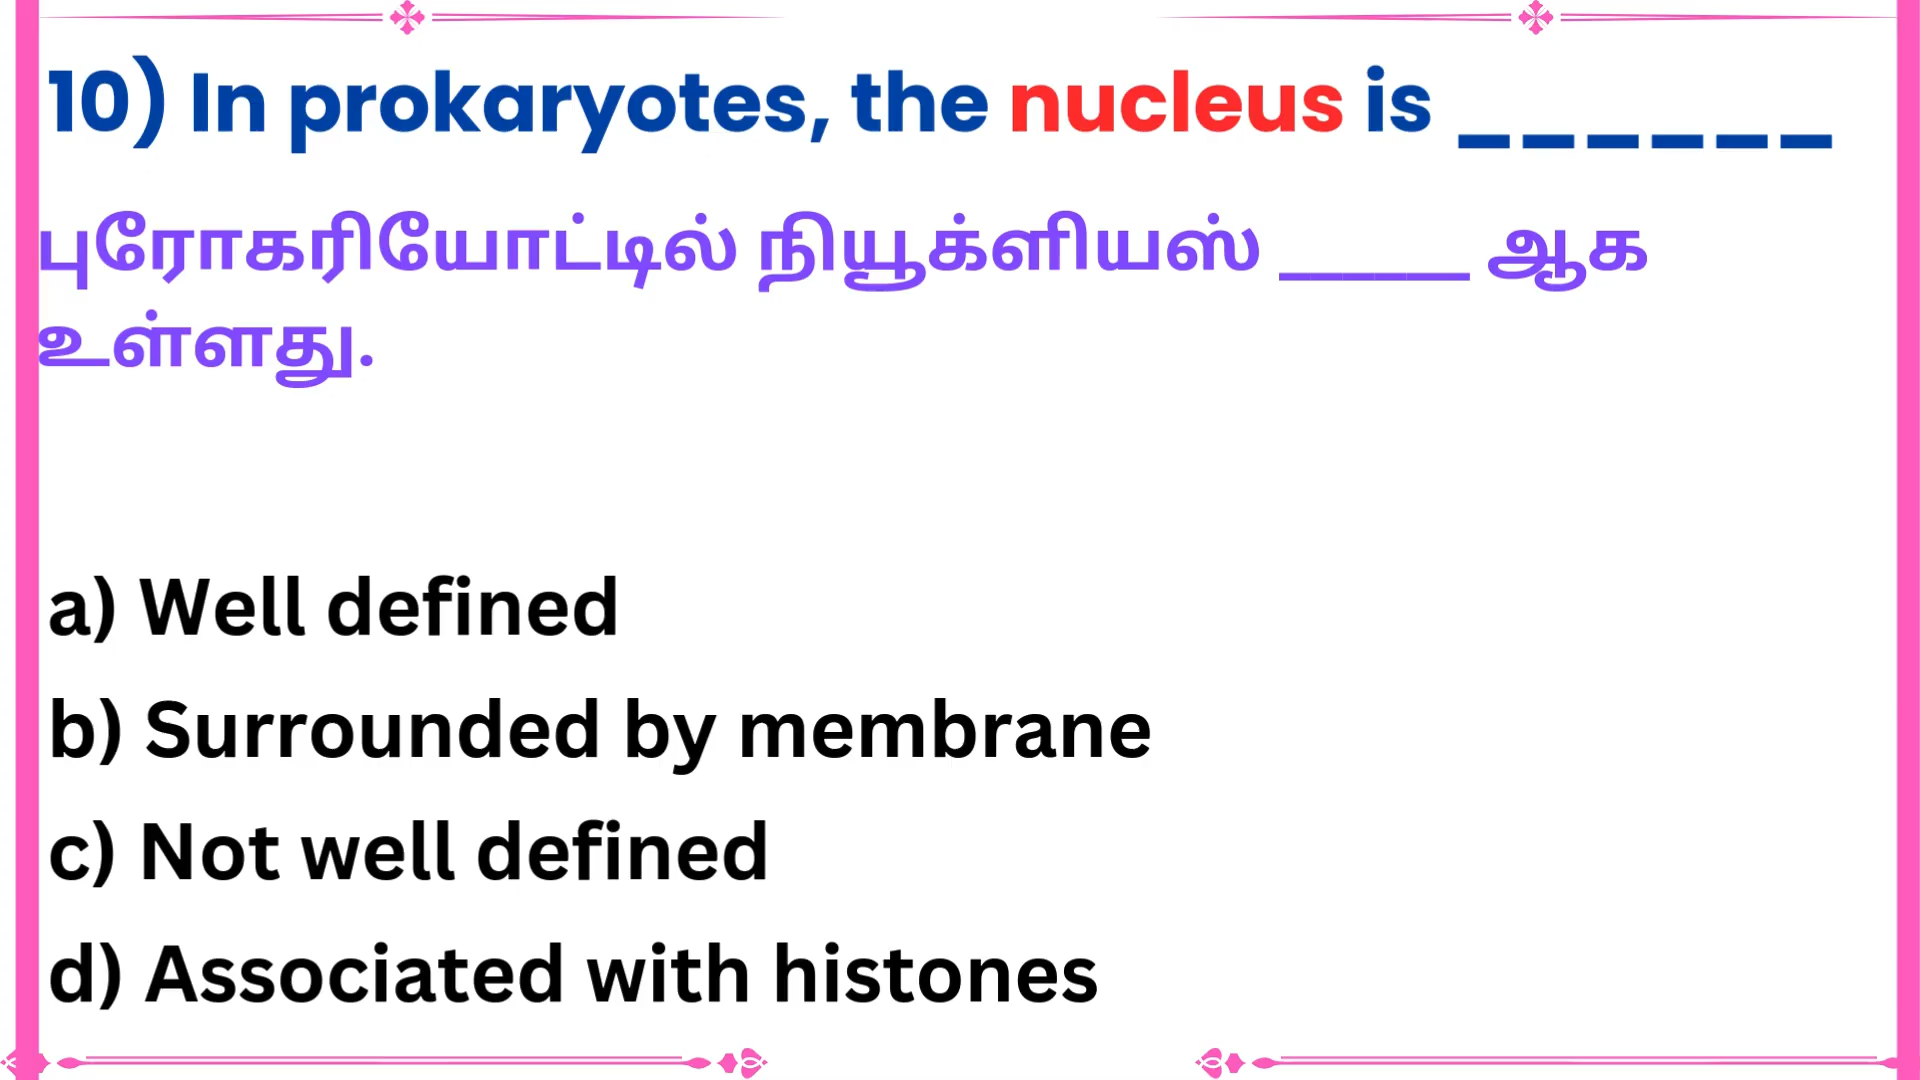 10) In prokaryotes, the nucleus is ______
புரோகரியோட்டில் நியூக்ளியஸ் _____ ஆக
உள்ளது.
a) Well defined
b) Surrounded by membrane
c) Not well defined
d) Associated with histones